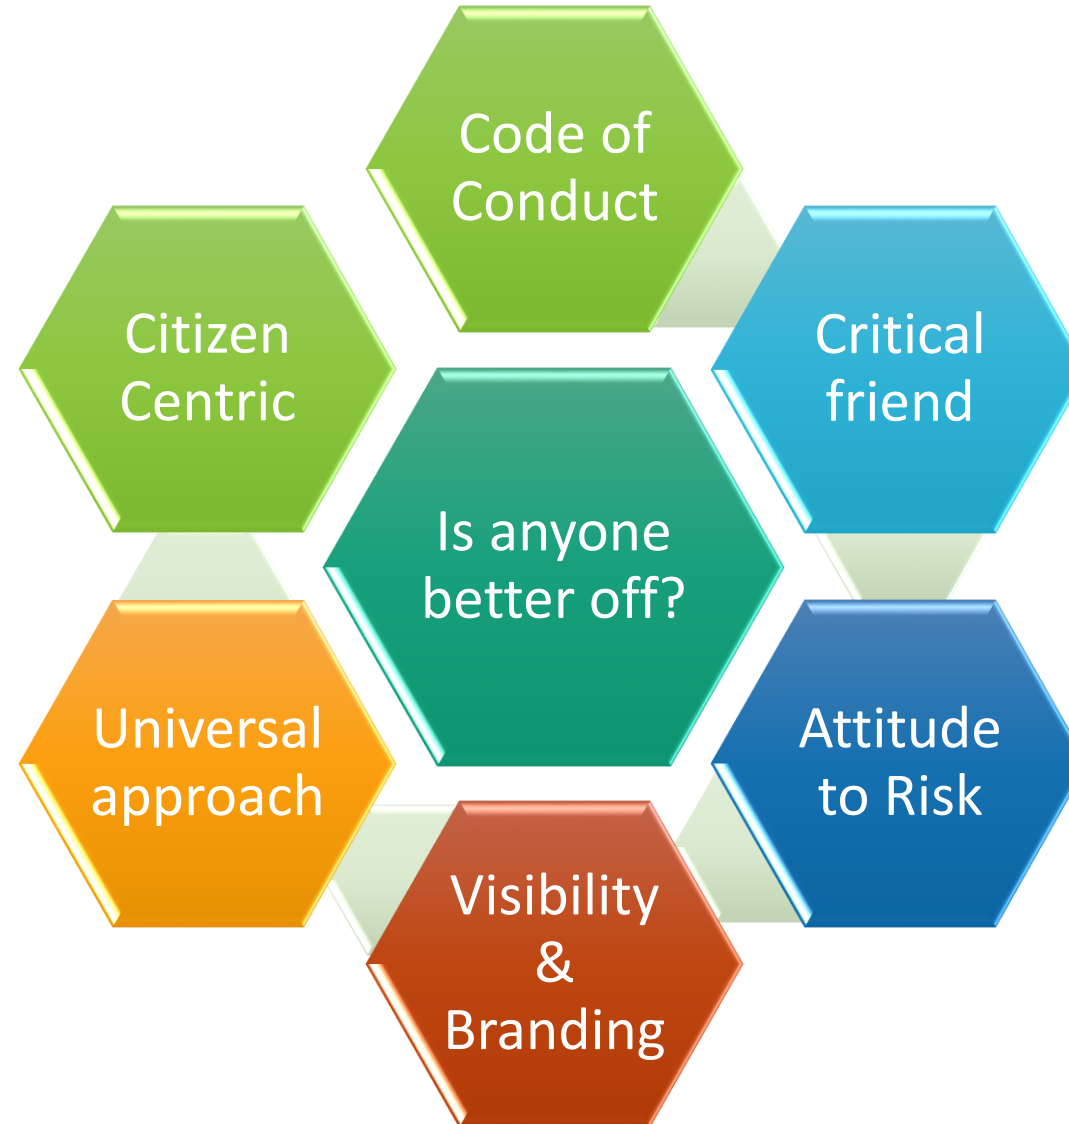 Code of
Conduct
Citizen
Centric
Critical
friend
Is anyone
better off?
Universal
approach
Attitude
to Risk
Visibility
&
Branding